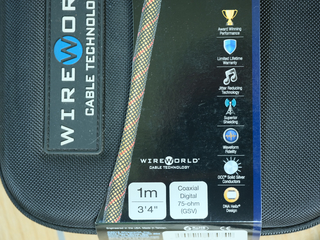 WIREWOR
CABLE TECHNOLOGY
Award Winning
Performance
Limited Lifetime
Warranty
Jitter Reducing
Technology
Superior
Shielding
Waveform
Fidelity
OCC® Solid Silver
Conductors
DNA Helix®
Design
WIREWORLD®
CABLE TECHNOLOGY
1m
3'4"
Coaxial
Digital
75-ohm
(GSV)